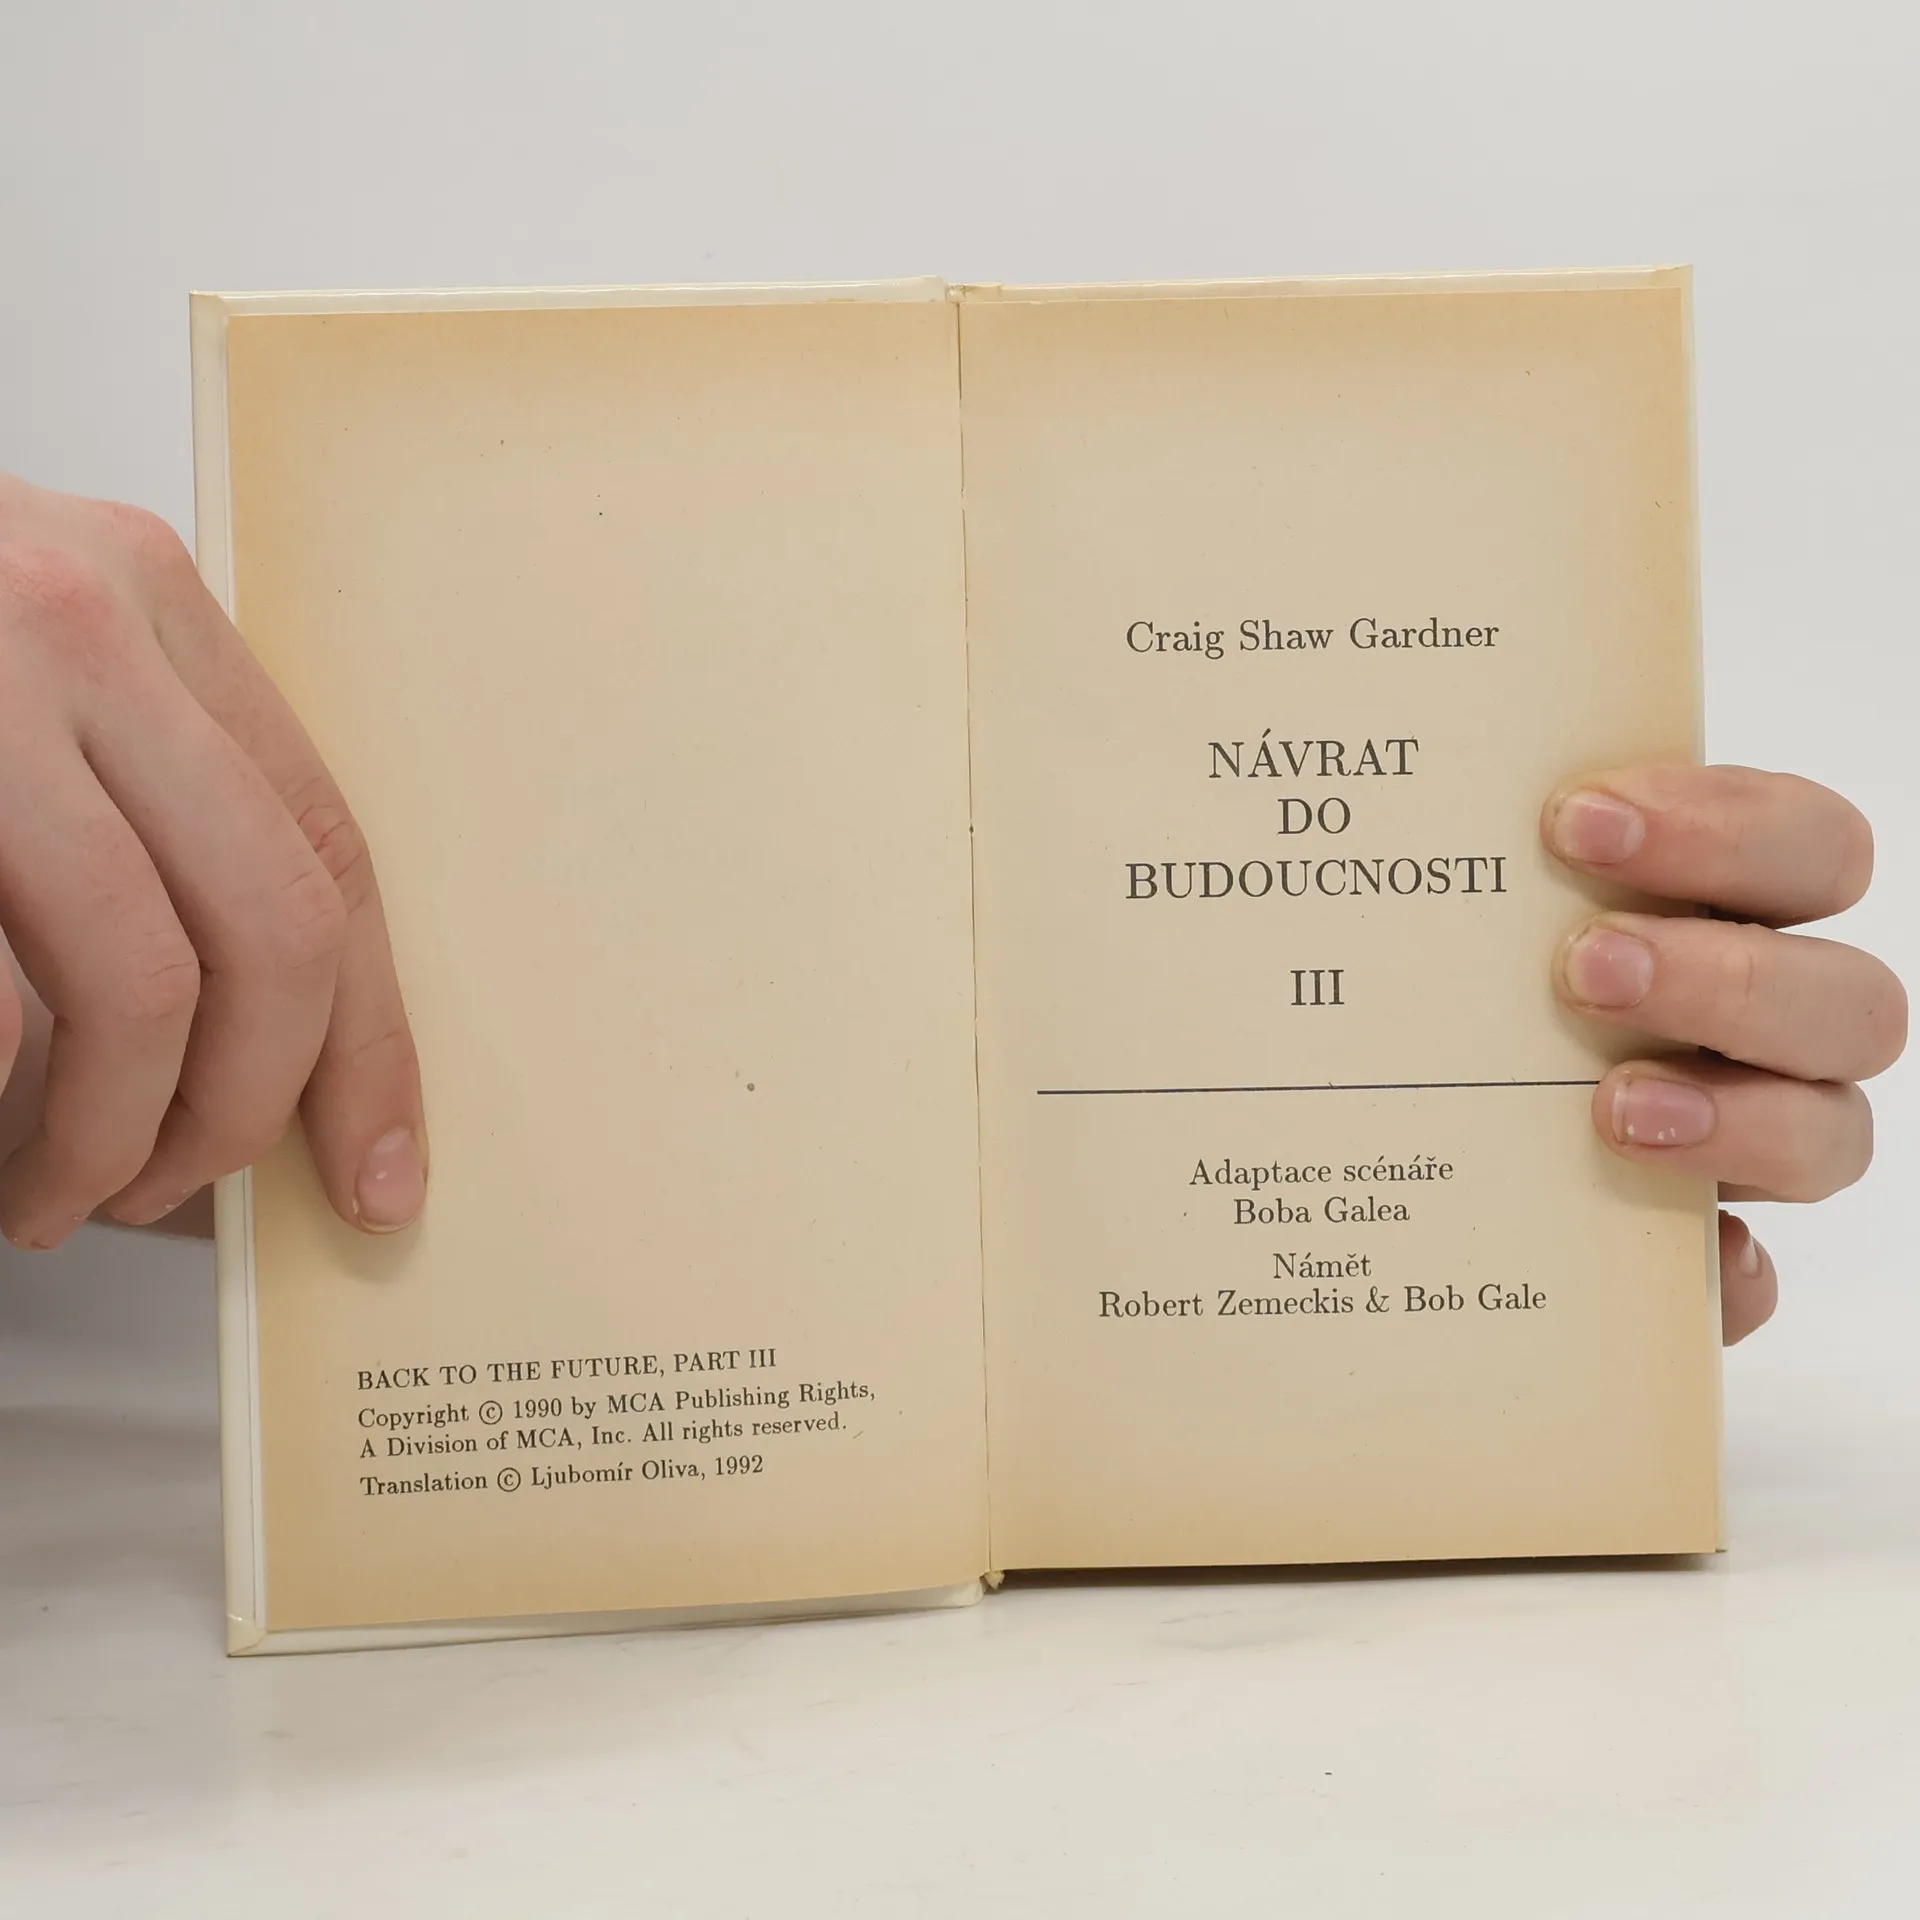 BACK TO THE FUTURE, PART III
Copyright © 1990 by MCA Publishing Rights,
A Division of MCA, Inc. All rights reserved.
Translation © Ljubomír Oliva, 1992
Craig Shaw Gardner
NÁVRAT
DO
BUDOUCNOSTI
III
Adaptace scénáře
Boba Galea
Námět
Robert Zemeckis & Bob Gale